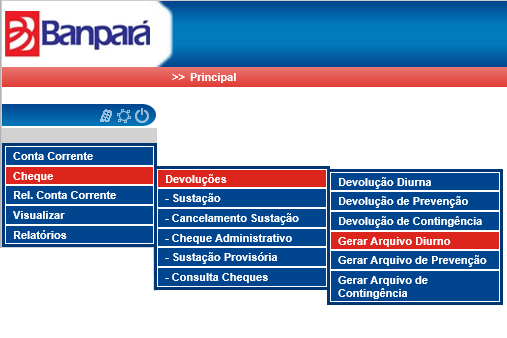 Banpará
>> Principal
Conta Corrente
Cheque
Rel. Conta Corrente
Visualizar
Relatórios
Devoluções
- Sustação
- Cancelamento Sustação
- Cheque Administrativo
- Sustação Provisória
- Consulta Cheques
Devolução Diurna
Devolução de Prevenção
Devolução de Contingência
Gerar Arquivo Diurno
Gerar Arquivo de Prevenção
Gerar Arquivo de
Contingência